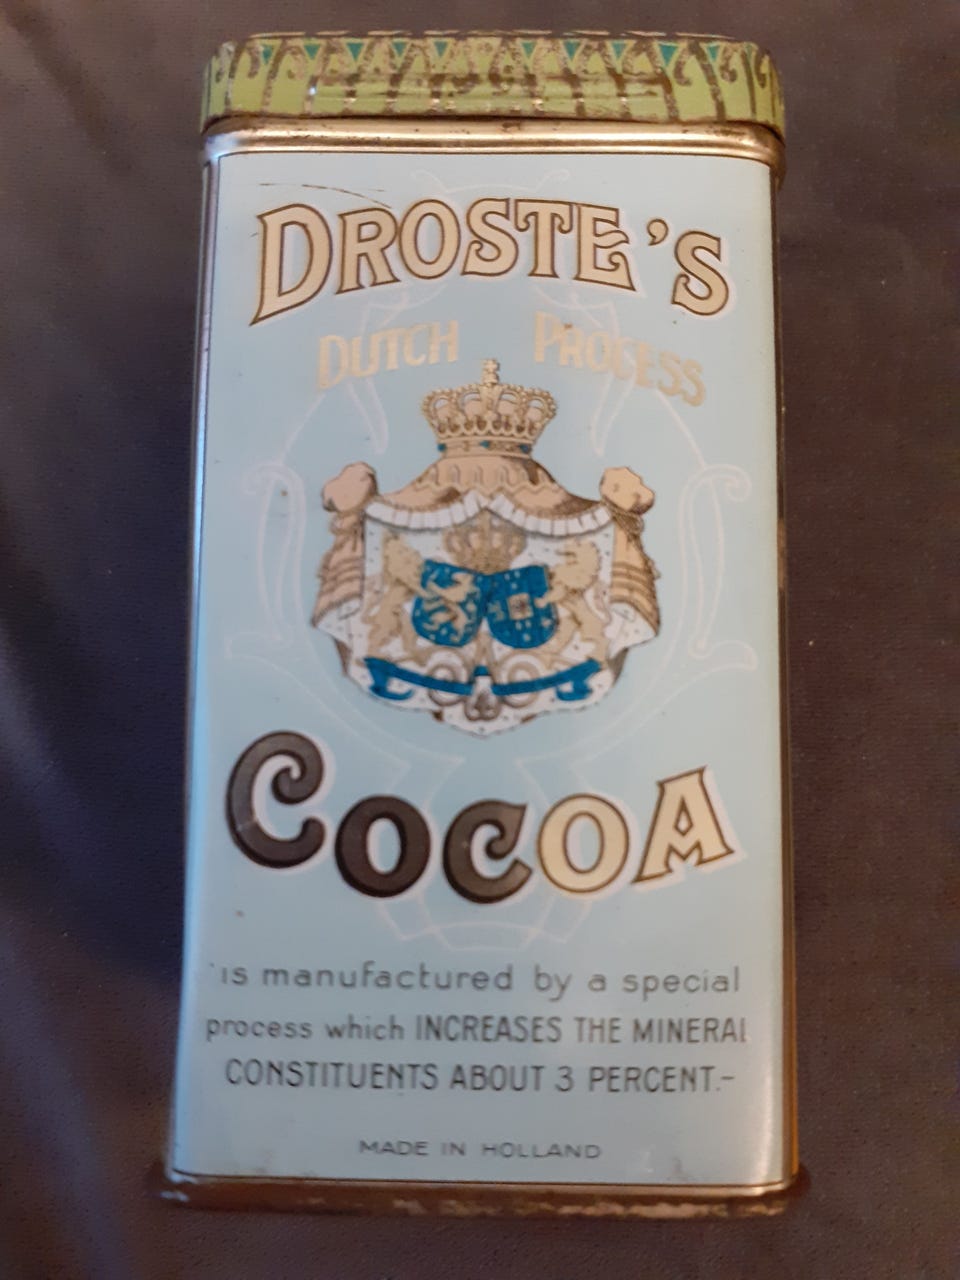 DROSTE'S
DUTCH PROCESS
COCOA
is manufactured by a special
process which INCREASES THE MINERAL
CONSTITUENTS ABOUT 3 PERCENT.-
MADE IN HOLLAND